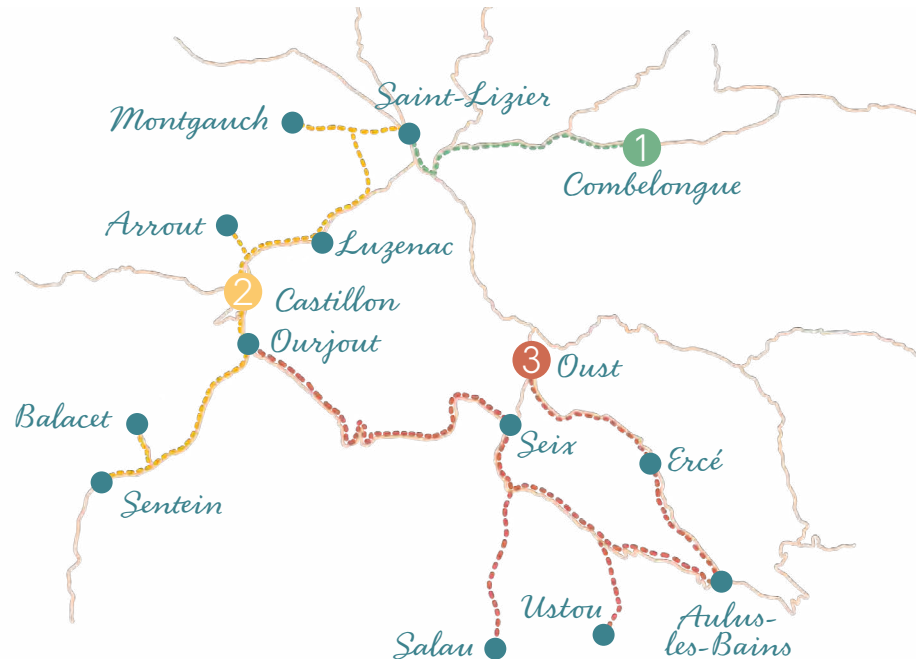 Saint-Lizier
Montgauch
1
Combelongue
Arrout
Luzenac
2
Castillon
Ourjout
3
Oust
Balacet
Seix
Ercé
Sentein
Ustou
Aulus-
les-Bains
Salau